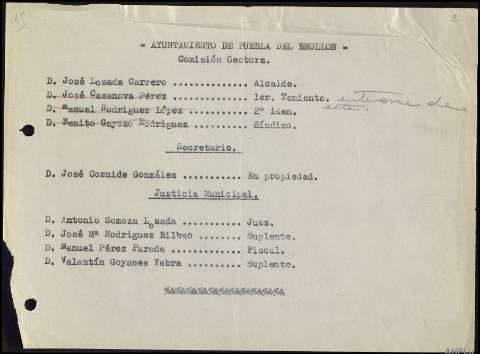 = AYUNTAMIENTO DE PUEBLA DEL BROLLON =
Comisión Gestora.
D. José Losada Carrero .............. Alcalde.
D. José Casanova Pérez .............. 1er. Teniente.
D. Manuel Rodriguez López ........... 2º idem.
D. Benito Gayoso Rodriguez .......... Síndico.
Secretario.
D. José Cornide González ........... En propiedad.
Justicia Municipal.
D. Antonio Somoza Losada ........... Juez.
D. José Mª Rodriguez Bilbao ........ Suplente.
D. Manuel Pérez Parada ............. Fiscal.
D. Valantín Goyanes Yebra .......... Suplente.